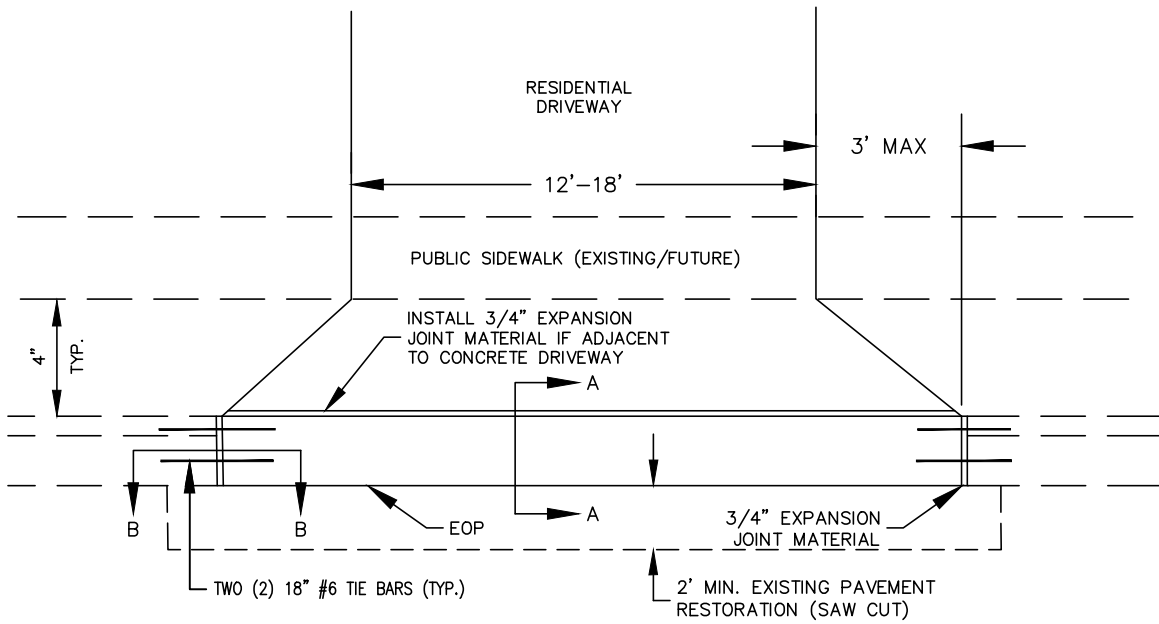 RESIDENTIAL
DRIVEWAY
3’ MAX
12’–18’
PUBLIC SIDEWALK (EXISTING/FUTURE)
INSTALL 3/4” EXPANSION
JOINT MATERIAL IF ADJACENT
TO CONCRETE DRIVEWAY
4”
TYP.
A
A
B
B
EOP
3/4” EXPANSION
JOINT MATERIAL
TWO (2) 18” #6 TIE BARS (TYP.)
2’ MIN. EXISTING PAVEMENT
RESTORATION (SAW CUT)